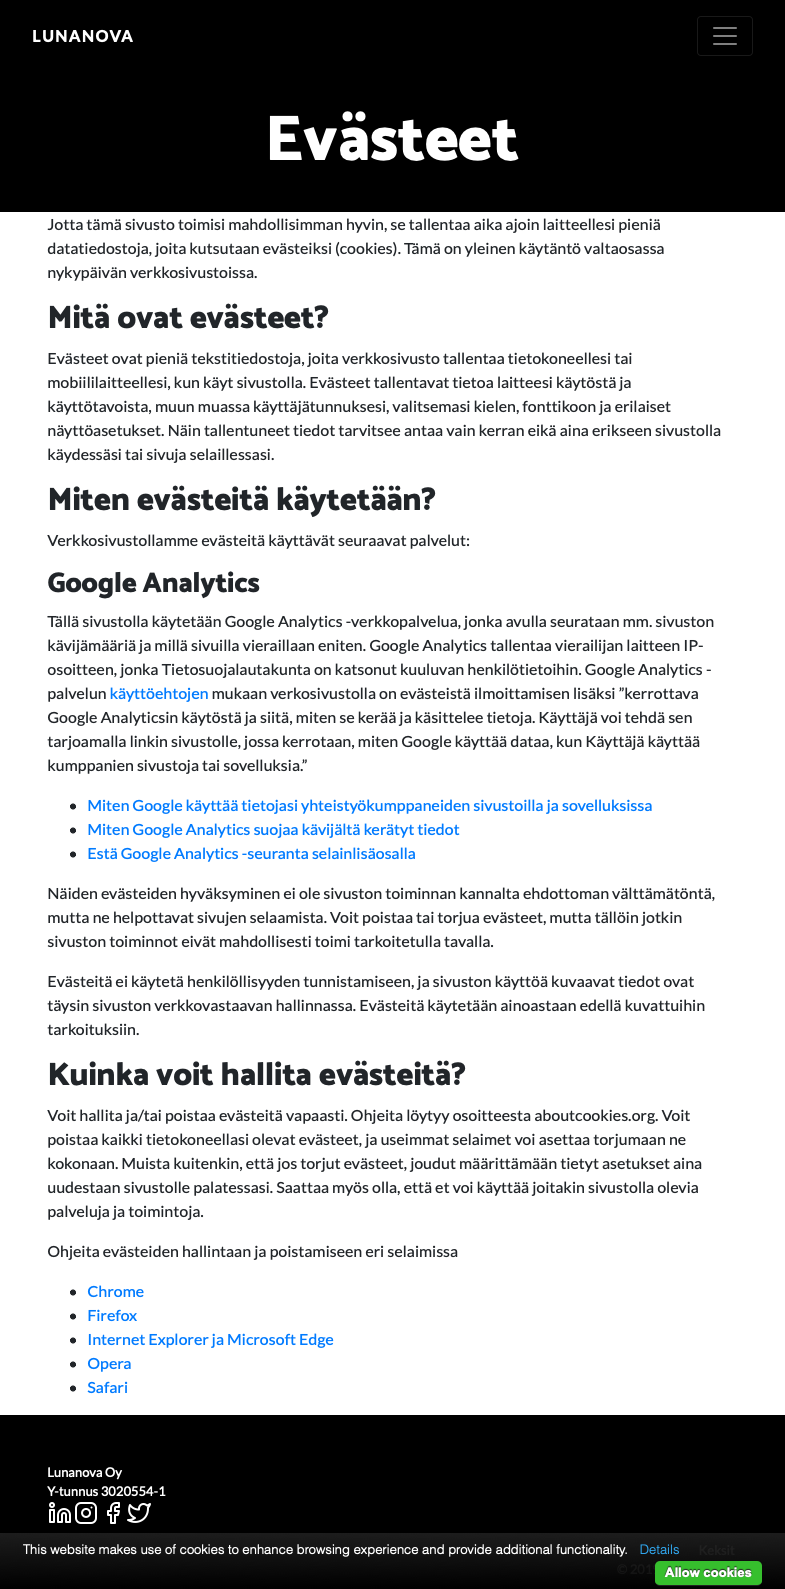 LUNANOVA
Evästeet
Jotta tämä sivusto toimisi mahdollisimman hyvin, se tallentaa aika ajoin laitteellesi pieniä
datatiedostoja, joita kutsutaan evästeiksi (cookies). Tämä on yleinen käytäntö valtaosassa
nykypäivän verkkosivustoissa.
Mitä ovat evästeet?
Evästeet ovat pieniä tekstitiedostoja, joita verkkosivusto tallentaa tietokoneellesi tai
mobiililaitteellesi, kun käyt sivustolla. Evästeet tallentavat tietoa laitteesi käytöstä ja
käyttötavoista, muun muassa käyttäjätunnuksesi, valitsemasi kielen, fonttikoon ja erilaiset
näyttöasetukset. Näin tallentuneet tiedot tarvitsee antaa vain kerran eikä aina erikseen sivustolla
käydessäsi tai sivuja selaillessasi.
Miten evästeitä käytetään?
Verkkosivustollamme evästeitä käyttävät seuraavat palvelut:
Google Analytics
Tällä sivustolla käytetään Google Analytics -verkkopalvelua, jonka avulla seurataan mm. sivuston
kävijämääriä ja millä sivuilla vieraillaan eniten. Google Analytics tallentaa vierailijan laitteen IP-
osoitteen, jonka Tietosuojalautakunta on katsonut kuuluvan henkilötietoihin. Google Analytics -
palvelun käyttöehtojen mukaan verkosivustolla on evästeistä ilmoittamisen lisäksi ”kerrottava
Google Analyticsin käytöstä ja siitä, miten se kerää ja käsittelee tietoja. Käyttäjä voi tehdä sen
tarjoamalla linkin sivustolle, jossa kerrotaan, miten Google käyttää dataa, kun Käyttäjä käyttää
kumppanien sivustoja tai sovelluksia.”
• Miten Google käyttää tietojasi yhteistyökumppaneiden sivustoilla ja sovelluksissa
• Miten Google Analytics suojaa kävijältä kerätyt tiedot
• Estä Google Analytics -seuranta selainlisäosalla
Näiden evästeiden hyväksyminen ei ole sivuston toiminnan kannalta ehdottoman välttämätöntä,
mutta ne helpottavat sivujen selaamista. Voit poistaa tai torjua evästeet, mutta tällöin jotkin
sivuston toiminnot eivät mahdollisesti toimi tarkoitetulla tavalla.
Evästeitä ei käytetä henkilöllisyyden tunnistamiseen, ja sivuston käyttöä kuvaavat tiedot ovat
täysin sivuston verkkovastaavan hallinnassa. Evästeitä käytetään ainoastaan edellä kuvattuihin
tarkoituksiin.
Kuinka voit hallita evästeitä?
Voit hallita ja/tai poistaa evästeitä vapaasti. Ohjeita löytyy osoitteesta aboutcookies.org. Voit
poistaa kaikki tietokoneellasi olevat evästeet, ja useimmat selaimet voi asettaa torjumaan ne
kokonaan. Muista kuitenkin, että jos torjut evästeet, joudut määrittämään tietyt asetukset aina
uudestaan sivustolle palatessasi. Saattaa myös olla, että et voi käyttää joitakin sivustolla olevia
palveluja ja toimintoja.
Ohjeita evästeiden hallintaan ja poistamiseen eri selaimissa
• Chrome
• Firefox
• Internet Explorer ja Microsoft Edge
• Opera
• Safari
Lunanova Oy
Y-tunnus 3020554-1
This website makes use of cookies to enhance browsing experience and provide additional functionality. Details Keksit
Allow cookies